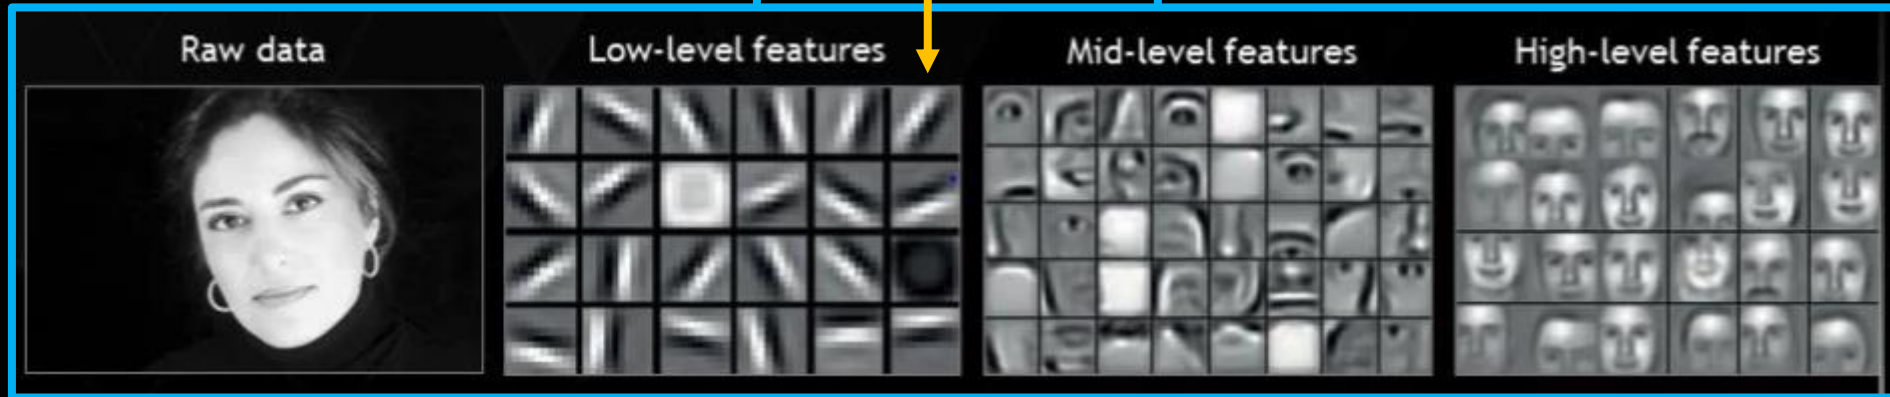 Raw data
Low-level features
Mid-level features
High-level features